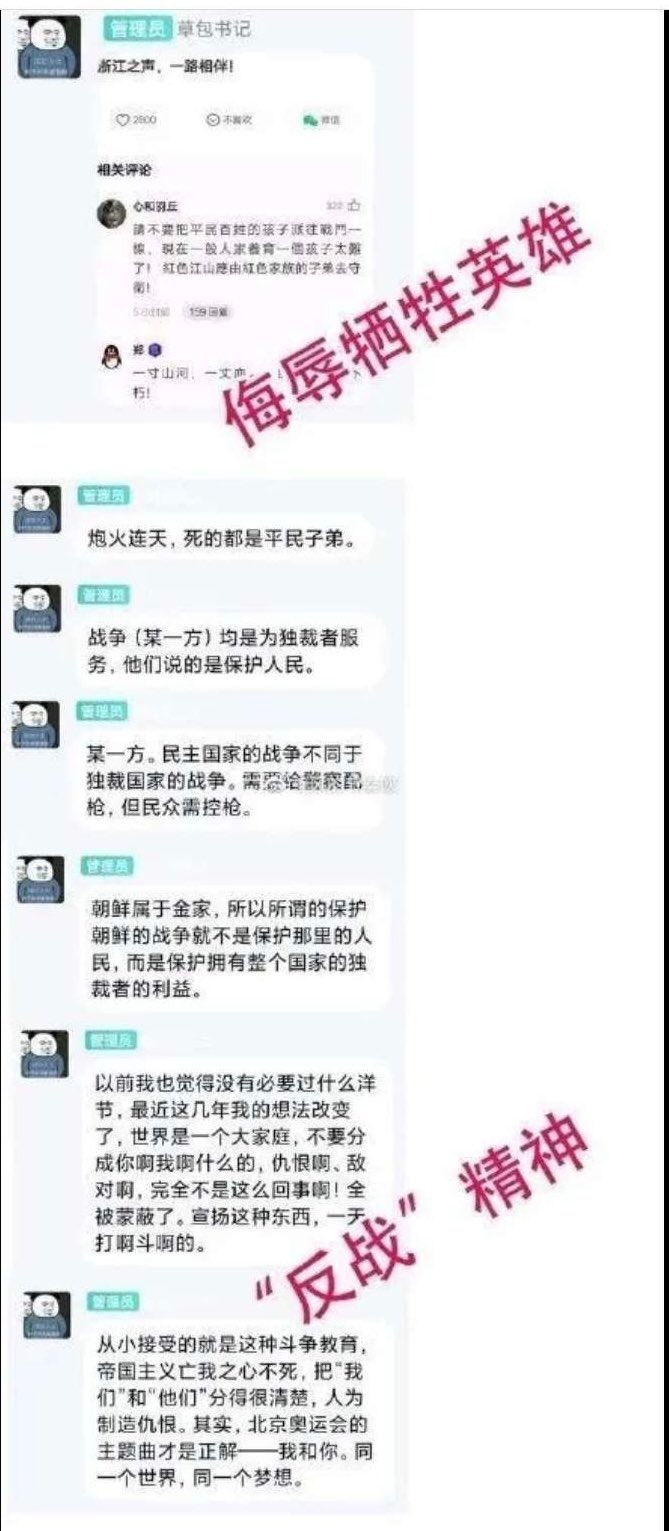 管理员 草包书记
浙江之声，一路相伴！
2800 不喜欢 微信
相关评论
心和羽丘 322
請不要把平民百姓的孩子派往戰鬥一
線，現在一般人家養育一個孩子太難
了！紅色江山應由紅色家族的子弟去守
衛！
5小时前 159回复
郑
一寸山河，一丈
朽！
侮辱牺牲英雄
管理员
炮火连天，死的都是平民子弟。
管理员
战争（某一方）均是为独裁者服
务，他们说的是保护人民。
管理员
某一方。民主国家的战争不同于
独裁国家的战争。需要给警察配
枪，但民众需控枪。
管理员
朝鲜属于金家，所以所谓的保护
朝鲜的战争就不是保护那里的人
民，而是保护拥有整个国家的独
裁者的利益。
管理员
以前我也觉得没有必要过什么洋
节，最近这几年我的想法改变
了，世界是一个大家庭，不要分
成你啊我啊什么的，仇恨啊、敌
对啊，完全不是这么回事啊！全
被蒙蔽了。宣扬这种东西，一天
打啊斗啊的。
“反战”精神
管理员
从小接受的就是这种斗争教育，
帝国主义亡我之心不死，把“我
们”和“他们”分得很清楚，人为
制造仇恨。其实，北京奥运会的
主题曲才是正解——我和你。同
一个世界，同一个梦想。